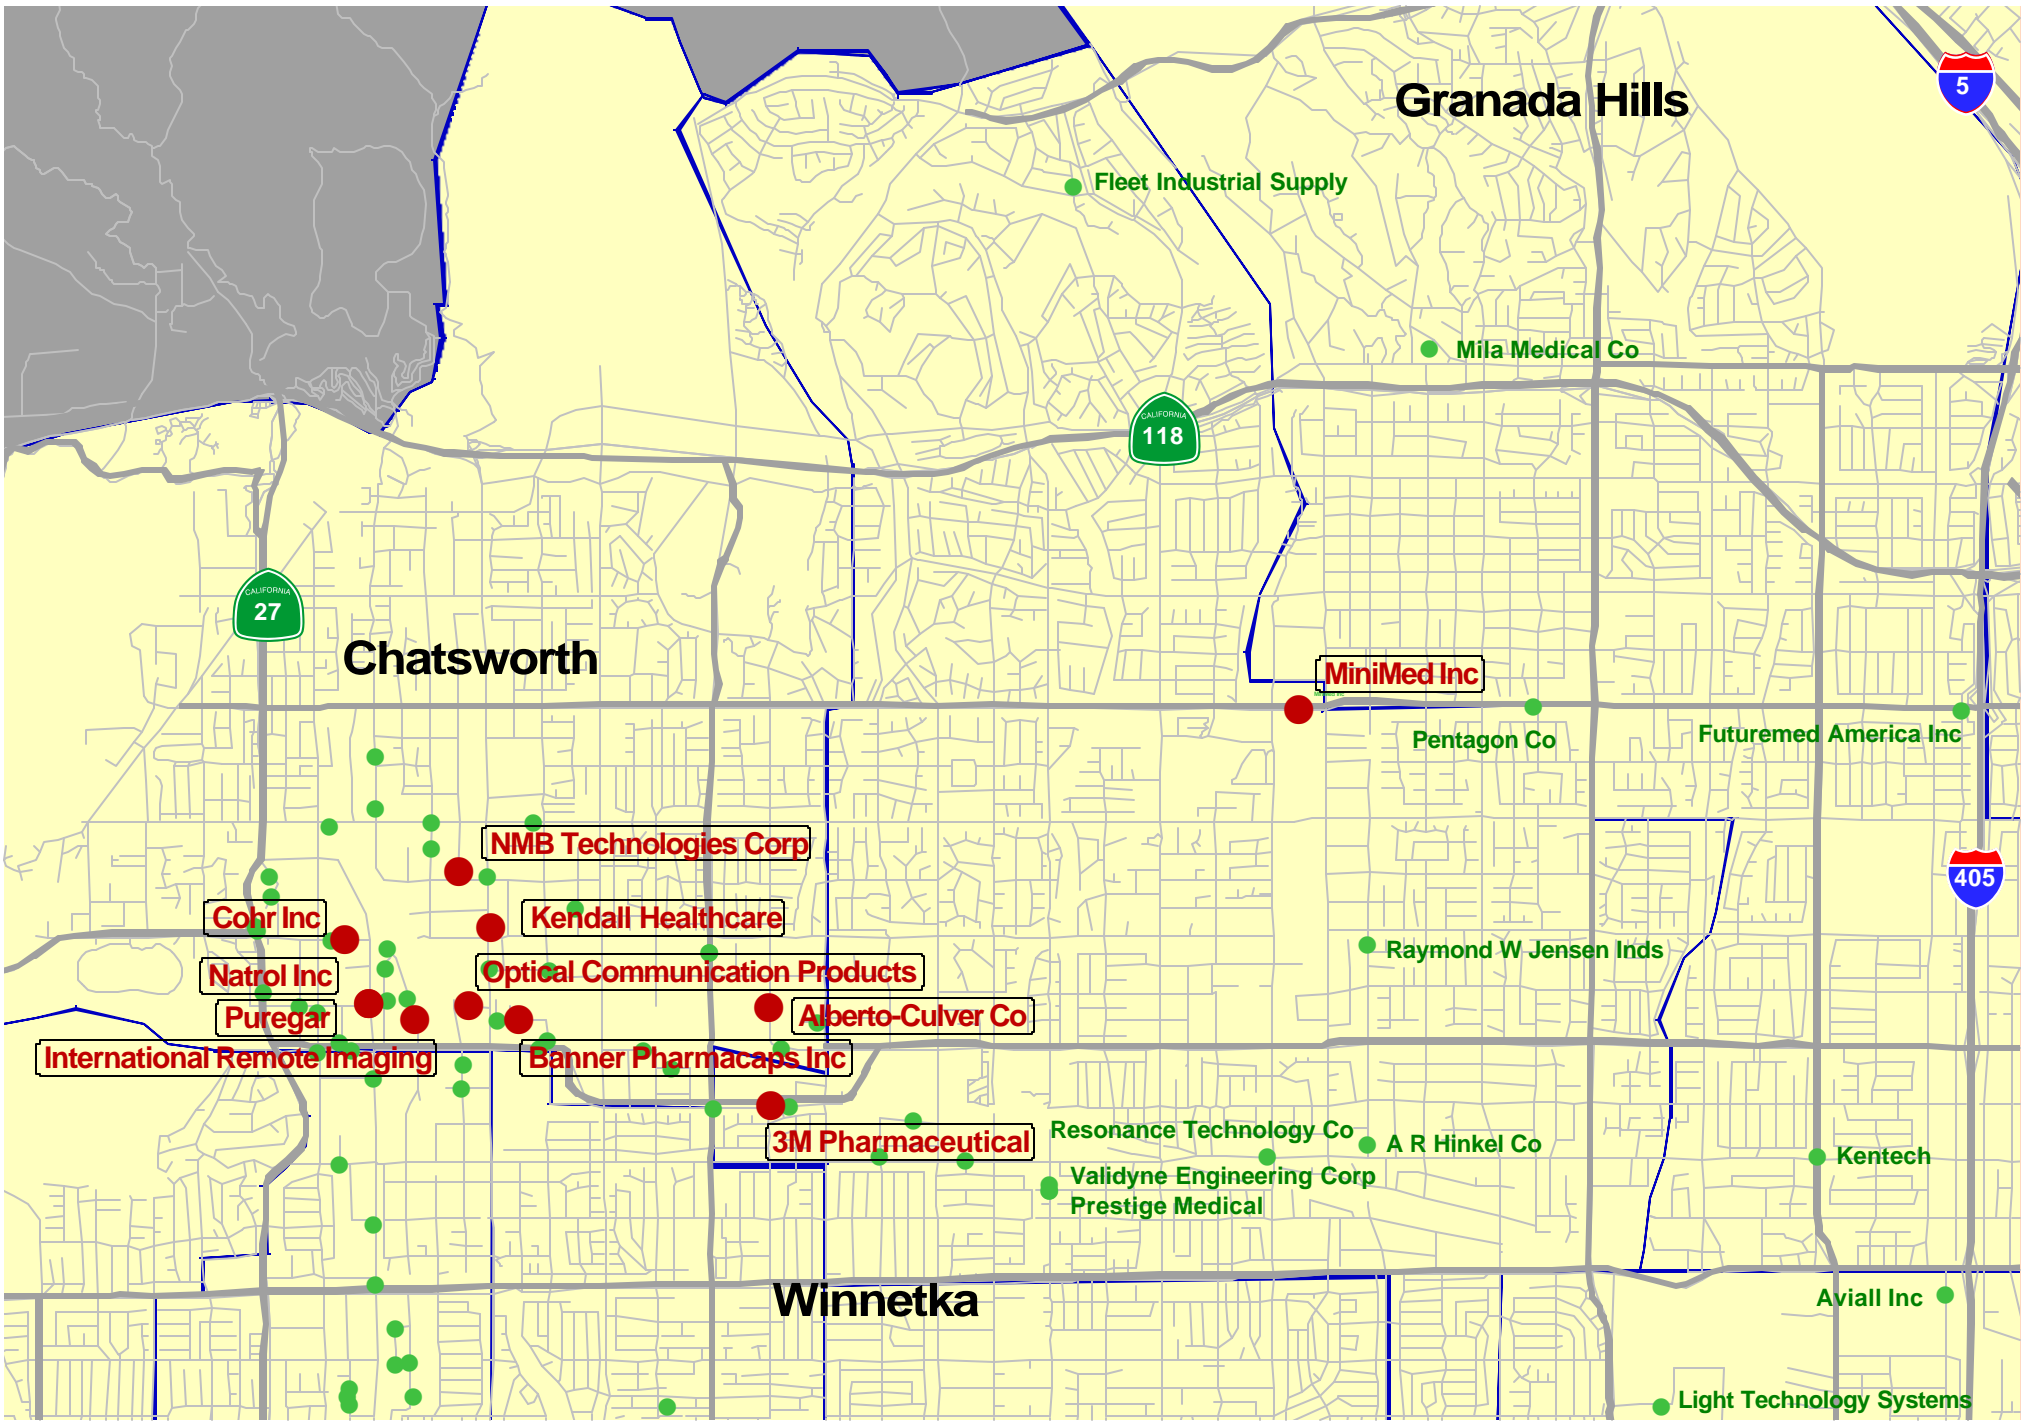 Granada Hills
5
Fleet Industrial Supply
Mila Medical Co
CALIFORNIA
118
CALIFORNIA
27
Chatsworth
MiniMed Inc
Pentagon Co
Futuremed America Inc
NMB Technologies Corp
405
Cohr Inc
Kendall Healthcare
Raymond W Jensen Inds
Natrol Inc
Optical Communication Products
Puregar
Alberto-Culver Co
International Remote Imaging
Banner Pharmacaps Inc
3M Pharmaceutical
Resonance Technology Co
A R Hinkel Co
Kentech
Validyne Engineering Corp
Prestige Medical
Winnetka
Aviall Inc
Light Technology Systems